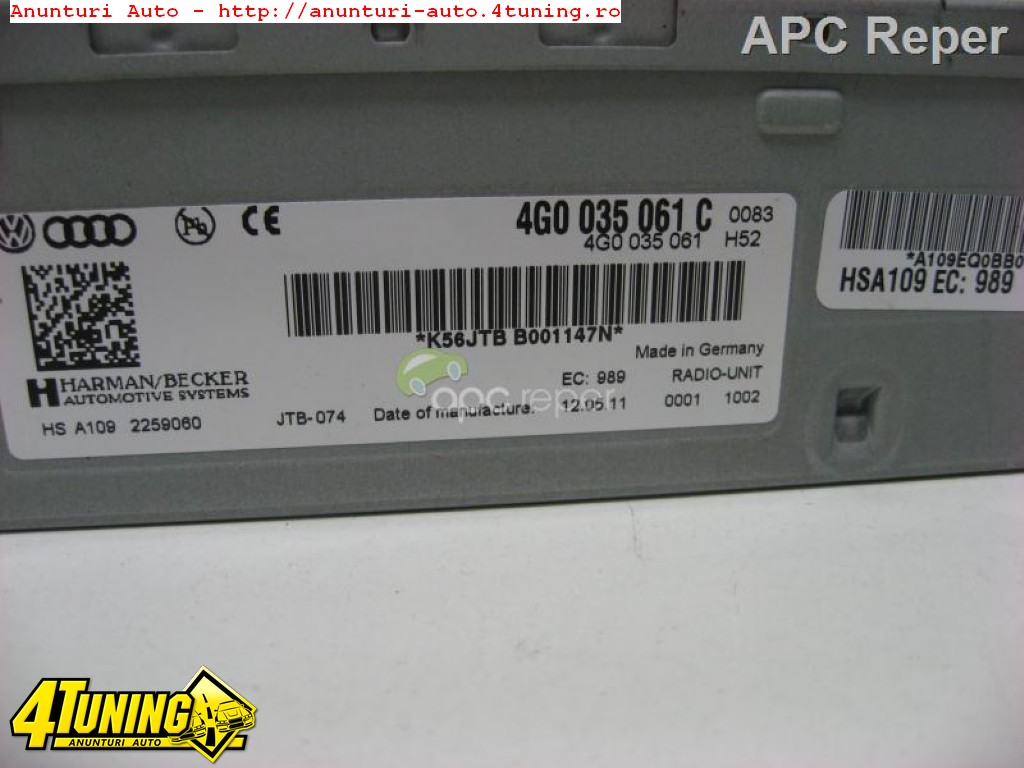 Anunturi Auto - http://anunturi-auto.4tuning.ro
APC Reper
4G0 035 061 C 0083
4G0 035 061 H52
*A109EQ0BB0
HSA109 EC: 989
*K56JTB B001147N*
Made in Germany
HARMAN/BECKER
AUTOMOTIVE SYSTEMS
EC: 989 RADIO-UNIT
apc reper
HS A109 2259060 JTB-074 Date of manufacture: 12.05.11 0001 1002
4TUNING
ANUNTURI AUTO